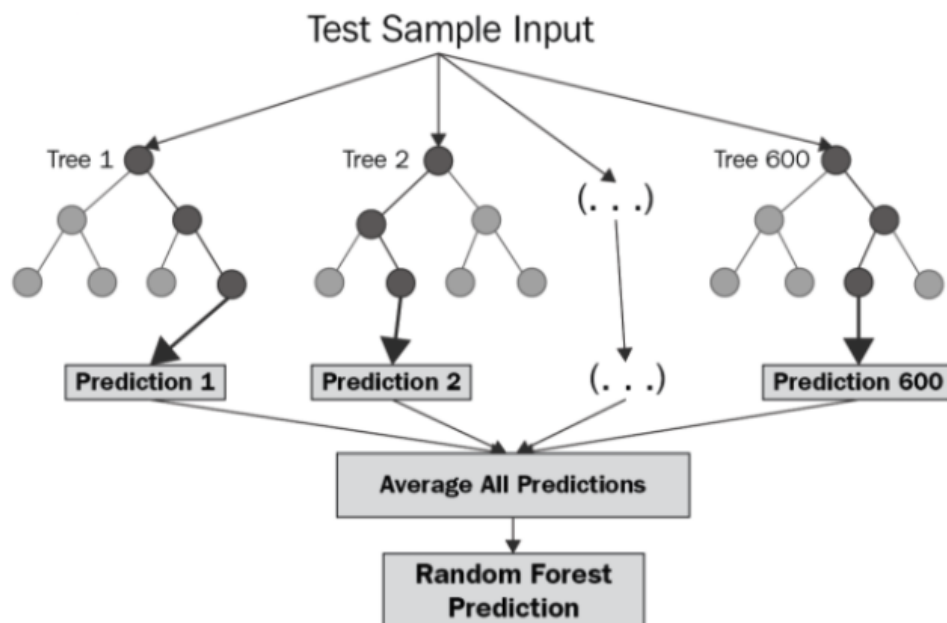 Test Sample Input
Tree 1
Tree 2
Tree 600
(. . .)
Prediction 1
Prediction 2
(. . .)
Prediction 600
Average All Predictions
Random Forest
Prediction